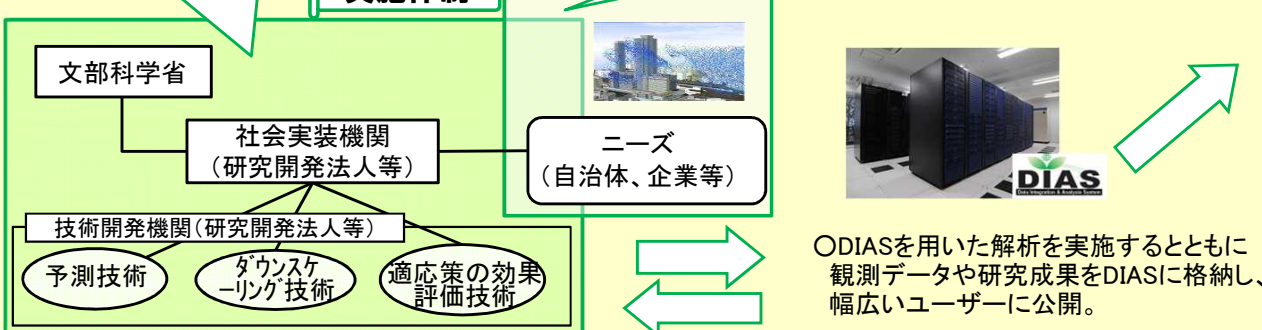 実施体制
文部科学省
社会実装機関
（研究開発法人等）
ニーズ
（自治体、企業等）
技術開発機関（研究開発法人等）
予測技術
ダウンスケ
ーリング技術
適応策の効果
評価技術
DIAS
Data Integration & Analysis System
〇DIASを用いた解析を実施するとともに
観測データや研究成果をDIASに格納し、
幅広いユーザーに公開。